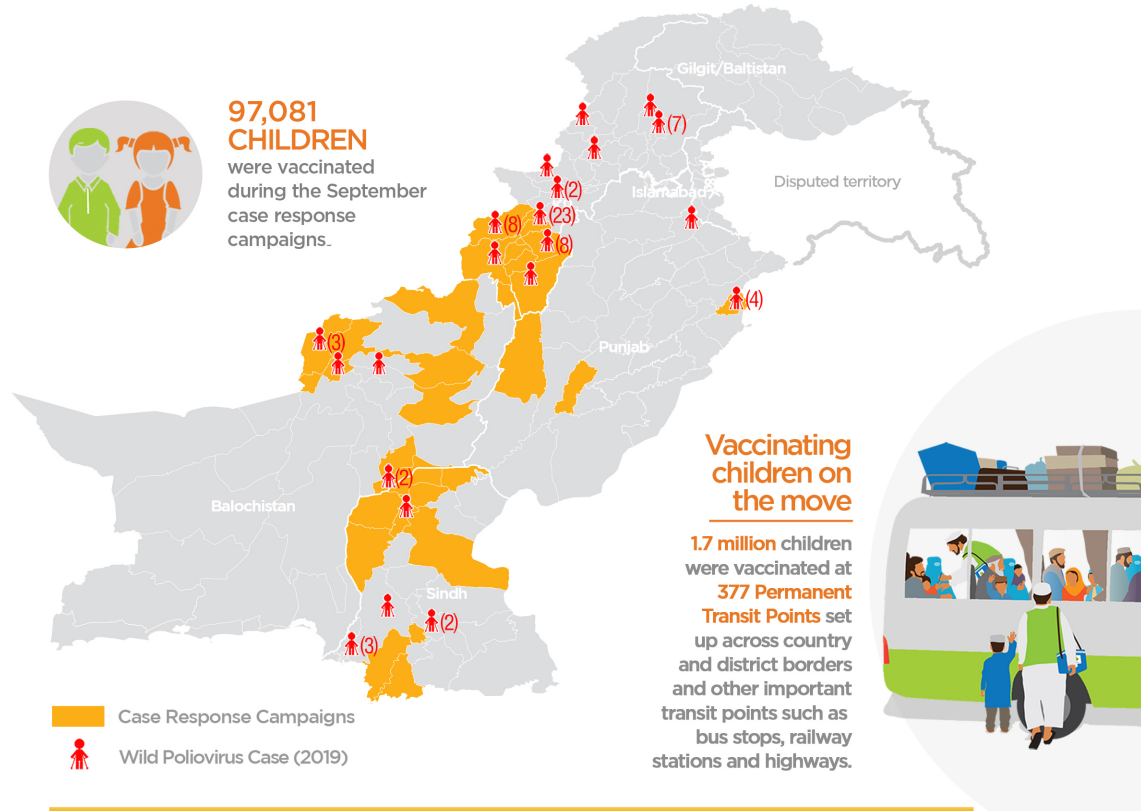 97,081
CHILDREN
were vaccinated
during the September
case response
campaigns.
Gilgit/Baltistan
(7)
(2)
Islamabad
Disputed territory
(23)
(8)
(8)
(4)
(3)
Punjab
(2)
Balochistan
Sindh
(2)
(3)
Vaccinating
children on
the move
1.7 million children
were vaccinated at
377 Permanent
Transit Points set
up across country
and district borders
and other important
transit points such as
bus stops, railway
stations and highways.
Case Response Campaigns
Wild Poliovirus Case (2019)